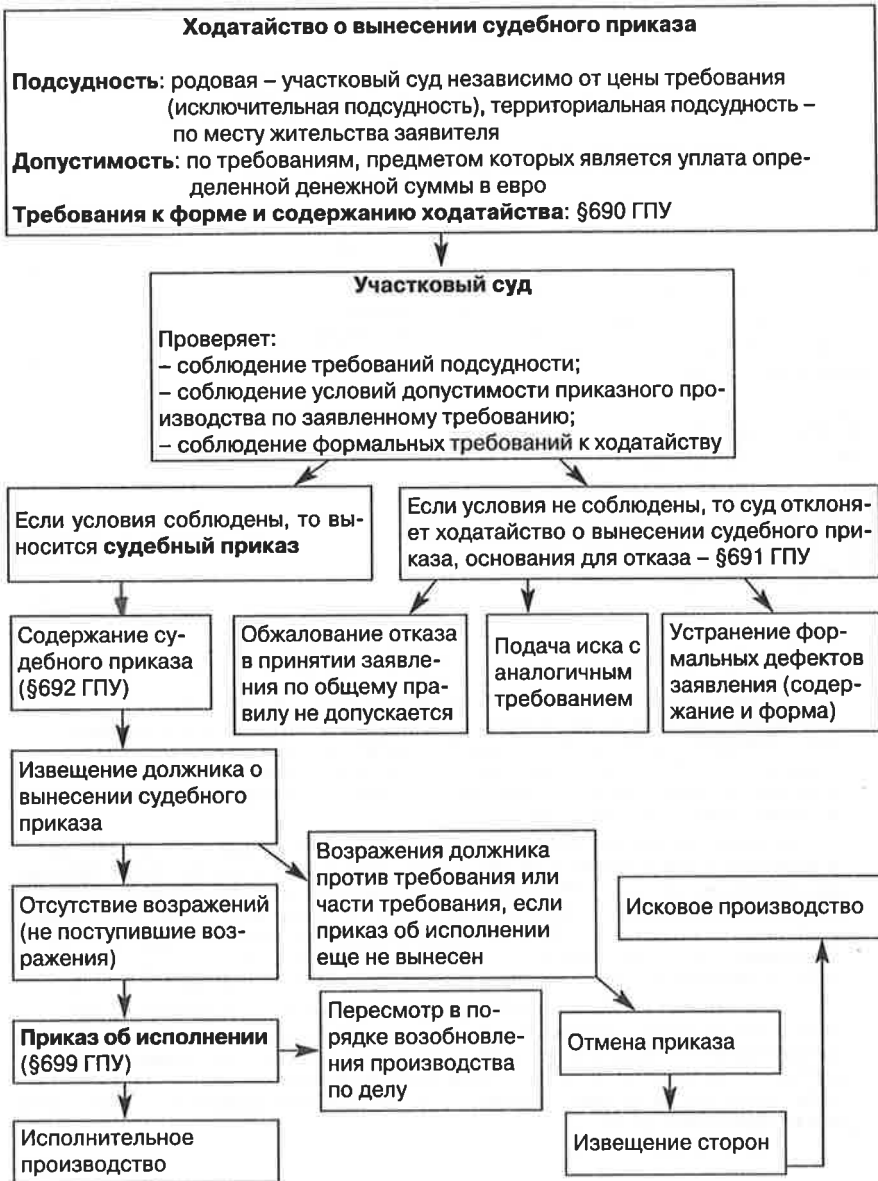 Ходатайство о вынесении судебного приказа
Подсудность: родовая – участковый суд независимо от цены требования
(исключительная подсудность), территориальная подсудность –
по месту жительства заявителя
Допустимость: по требованиям, предметом которых является уплата опре-
деленной денежной суммы в евро
Требования к форме и содержанию ходатайства: §690 ГПУ
Участковый суд
Проверяет:
– соблюдение требований подсудности;
– соблюдение условий допустимости приказного про-
изводства по заявленному требованию;
– соблюдение формальных требований к ходатайству
Если условия соблюдены, то вы-
носится судебный приказ
Если условия не соблюдены, то суд отклоня-
ет ходатайство о вынесении судебного при-
каза, основания для отказа – §691 ГПУ
Содержание су-
дебного приказа
(§692 ГПУ)
Обжалование отказа
в принятии заявле-
ния по общему пра-
вилу не допускается
Подача иска с
аналогичным
требованием
Устранение фор-
мальных дефектов
заявления (содер-
жание и форма)
Извещение должника о
вынесении судебного
приказа
Возражения должника
против требования или
части требования, если
приказ об исполнении
еще не вынесен
Исковое производство
Отсутствие возражений
(не поступившие воз-
ражения)
Приказ об исполнении
(§699 ГПУ)
Пересмотр в по-
рядке возобновле-
ния производства
по делу
Отмена приказа
Исполнительное
производство
Извещение сторон